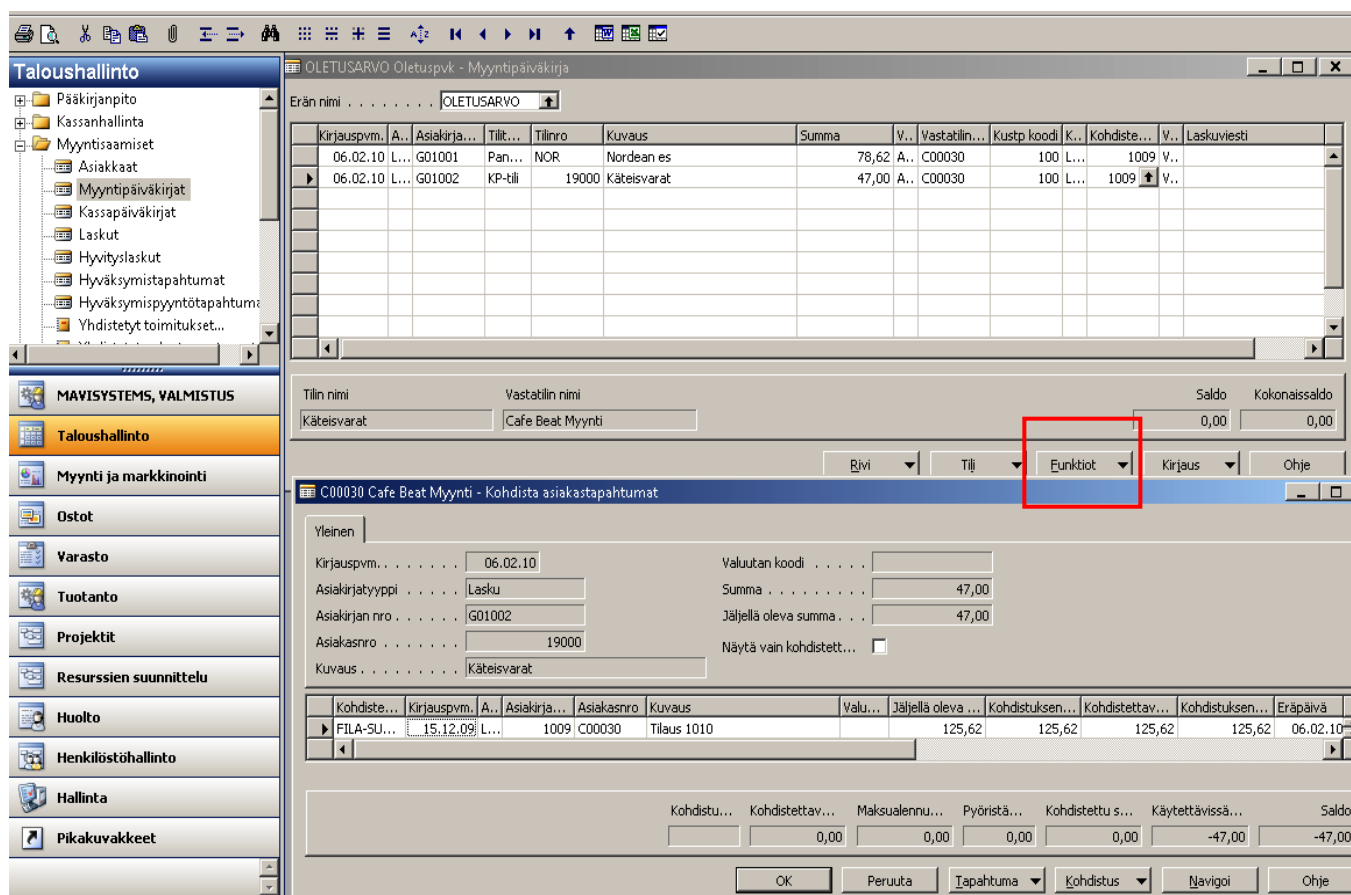 Taloushallinto
Pääkirjanpito
Kassanhallinta
Myyntisaamiset
Asiakkaat
Myyntipäiväkirjat
Kassapäiväkirjat
Laskut
Hyvityslaskut
Hyväksymistapahtumat
Hyväksymispyyntötapahtuma
Yhdistetyt toimitukset...
MAVISYSTEMS, VALMISTUS
Taloushallinto
Myynti ja markkinointi
Ostot
Varasto
Tuotanto
Projektit
Resurssien suunnittelu
Huolto
Henkilöstöhallinto
Hallinta
Pikakuvakkeet
OLETUSARVO Oletuspvk - Myyntipäiväkirja
Erän nimi . . . . . . . . OLETUSARVO
Kirjauspvm. A.. Asiakirja... Tilit... Tilinro Kuvaus Summa V.. Vastatilin... Kustp koodi K.. Kohdiste... V.. Laskuviesti
06.02.10 L... G01001 Pan... NOR Nordean es 78,62 A.. C00030 100 L... 1009 V..
06.02.10 L... G01002 KP-tili 19000 Käteisvarat 47,00 A.. C00030 100 L... 1009 V..
Tilin nimi Vastatilin nimi Saldo Kokonaissaldo
Käteisvarat Cafe Beat Myynti 0,00 0,00
Rivi Tili Funktiot Kirjaus Ohje
C00030 Cafe Beat Myynti - Kohdista asiakastapahtumat
Yleinen
Kirjauspvm. . . . . . . . 06.02.10 Valuutan koodi . . . . .
Asiakirjatyyppi . . . . . Lasku Summa . . . . . . . . . 47,00
Asiakirjan nro . . . . . . G01002 Jäljellä oleva summa. . . 47,00
Asiakasnro . . . . . . . 19000 Näytä vain kohdistett...
Kuvaus . . . . . . . . . Käteisvarat
Kohdiste... Kirjauspvm. A.. Asiakirja... Asiakasnro Kuvaus Valu... Jäljellä oleva ... Kohdistuksen... Kohdistettav... Kohdistuksen... Eräpäivä
FILA-SU... 15.12.09 L... 1009 C00030 Tilaus 1010 125,62 125,62 125,62 125,62 06.02.10
Kohdistu... Kohdistettav... Maksualennu... Pyöristä... Kohdistettu s... Käytettävissä... Saldo
0,00 0,00 0,00 0,00 -47,00 -47,00
OK Peruuta Tapahtuma Kohdistus Navigoi Ohje